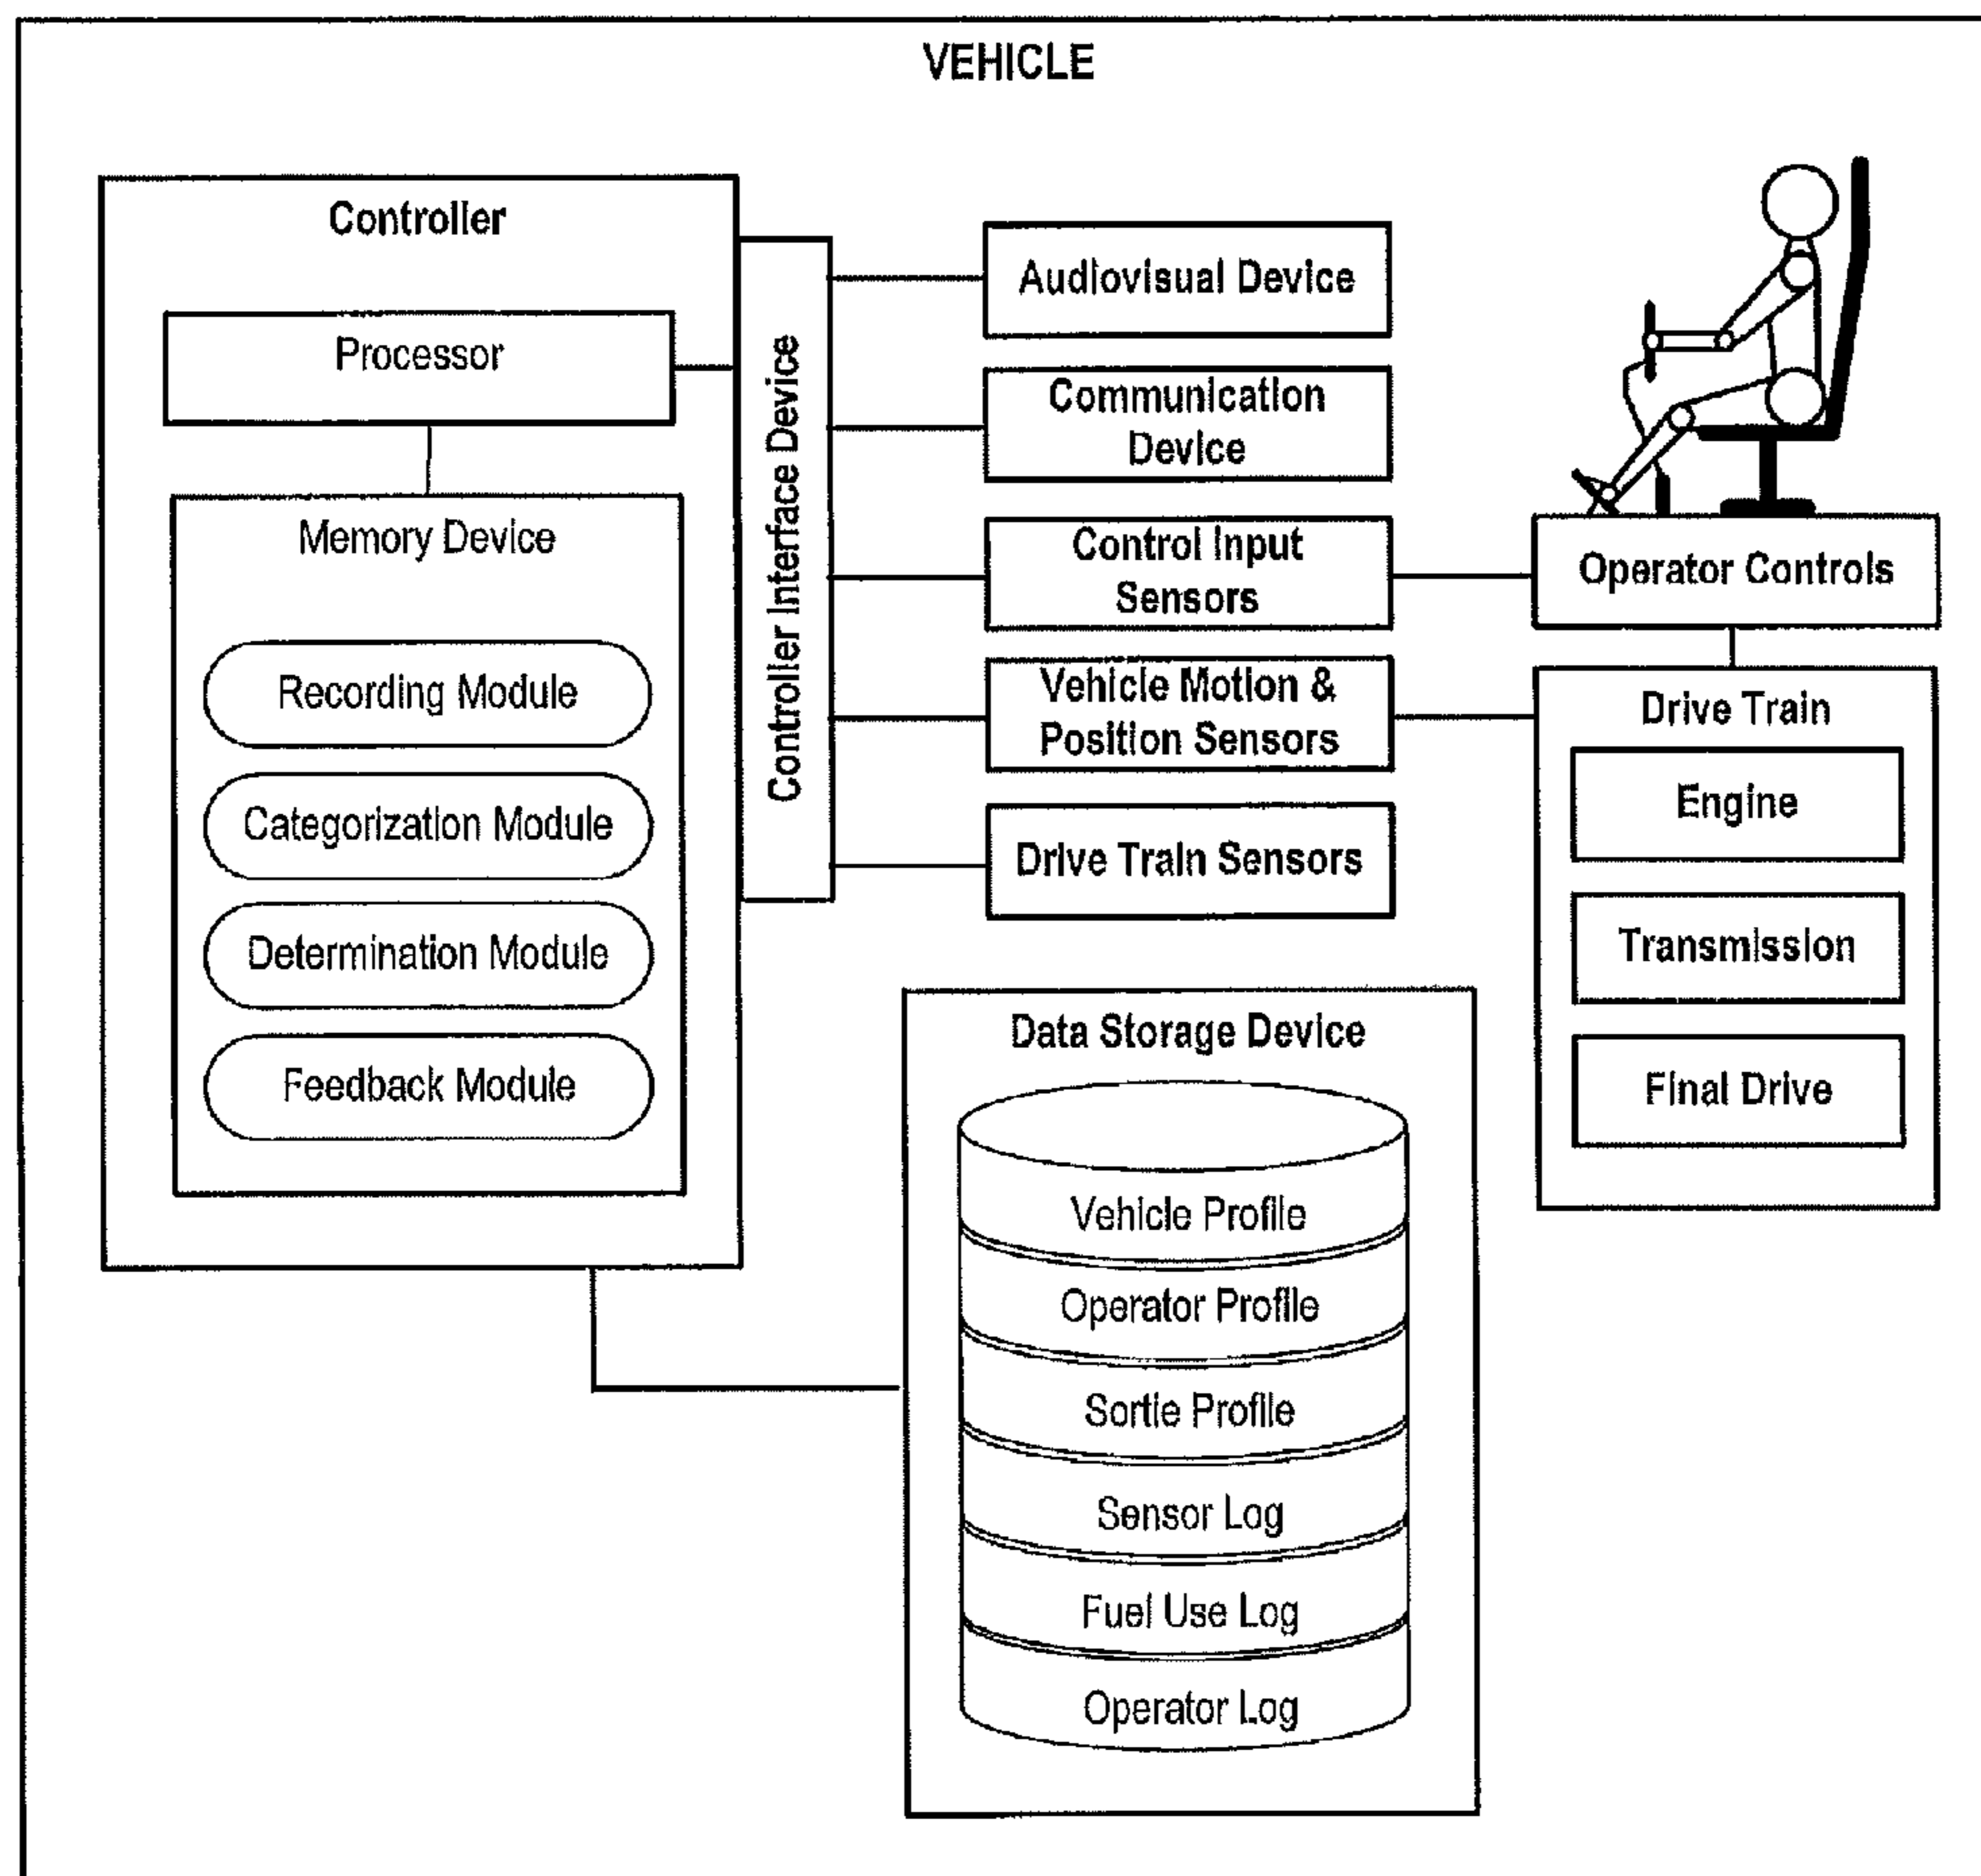 VEHICLE
Controller
Processor
Memory Device
Recording Module
Categorization Module
Determination Module
Feedback Module
Controller Interface Device
Audiovisual Device
Communication
Device
Control Input
Sensors
Vehicle Motion &
Position Sensors
Drive Train Sensors
Operator Controls
Drive Train
Engine
Transmission
Final Drive
Data Storage Device
Vehicle Profile
Operator Profile
Sortie Profile
Sensor Log
Fuel Use Log
Operator Log